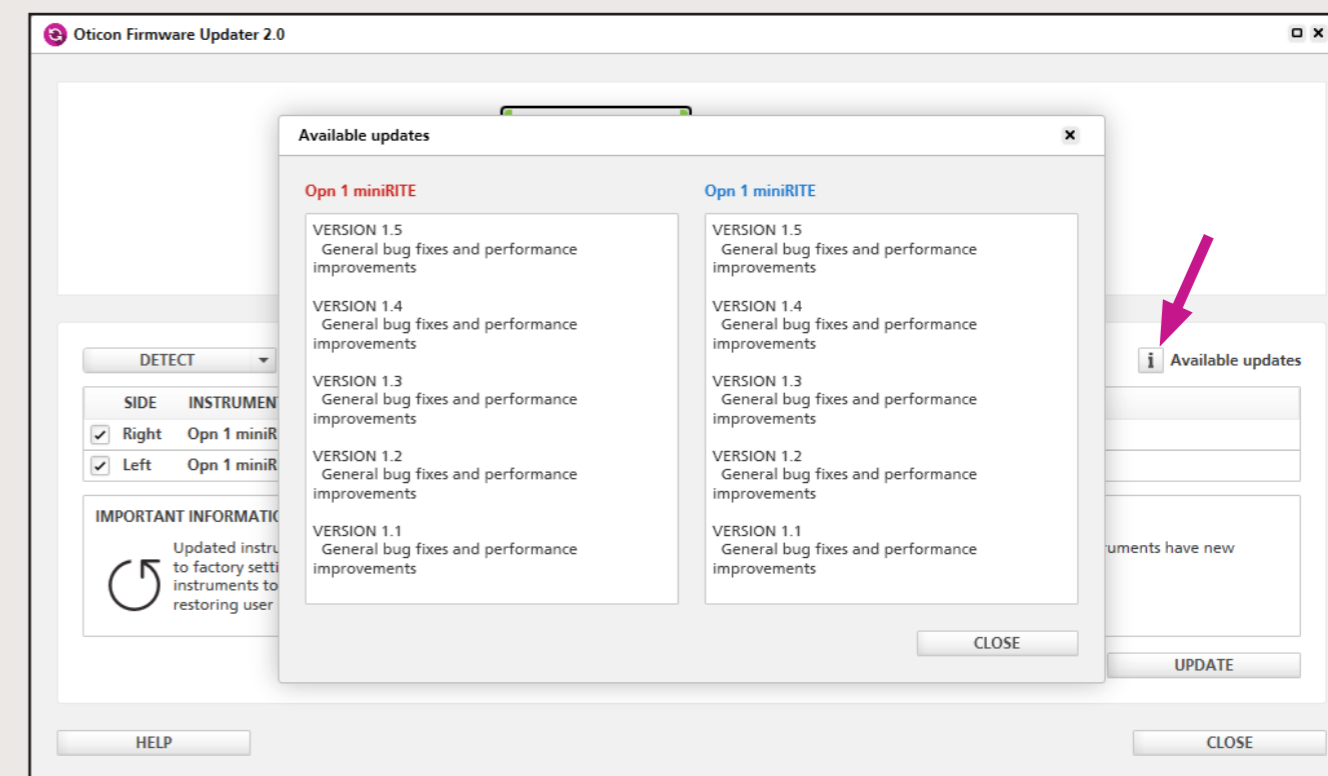 Oticon Firmware Updater 2.0
Available updates
Opn 1 miniRITE
VERSION 1.5
General bug fixes and performance
improvements
VERSION 1.4
General bug fixes and performance
improvements
VERSION 1.3
General bug fixes and performance
improvements
VERSION 1.2
General bug fixes and performance
improvements
VERSION 1.1
General bug fixes and performance
improvements
Opn 1 miniRITE
VERSION 1.5
General bug fixes and performance
improvements
VERSION 1.4
General bug fixes and performance
improvements
VERSION 1.3
General bug fixes and performance
improvements
VERSION 1.2
General bug fixes and performance
improvements
VERSION 1.1
General bug fixes and performance
improvements
CLOSE
DETECT
i Available updates
SIDE
Right Opn 1
Left Opn 1
IMPORTANT
Updated
to factory
instruments to
restoring user
have new
UPDATE
HELP
CLOSE